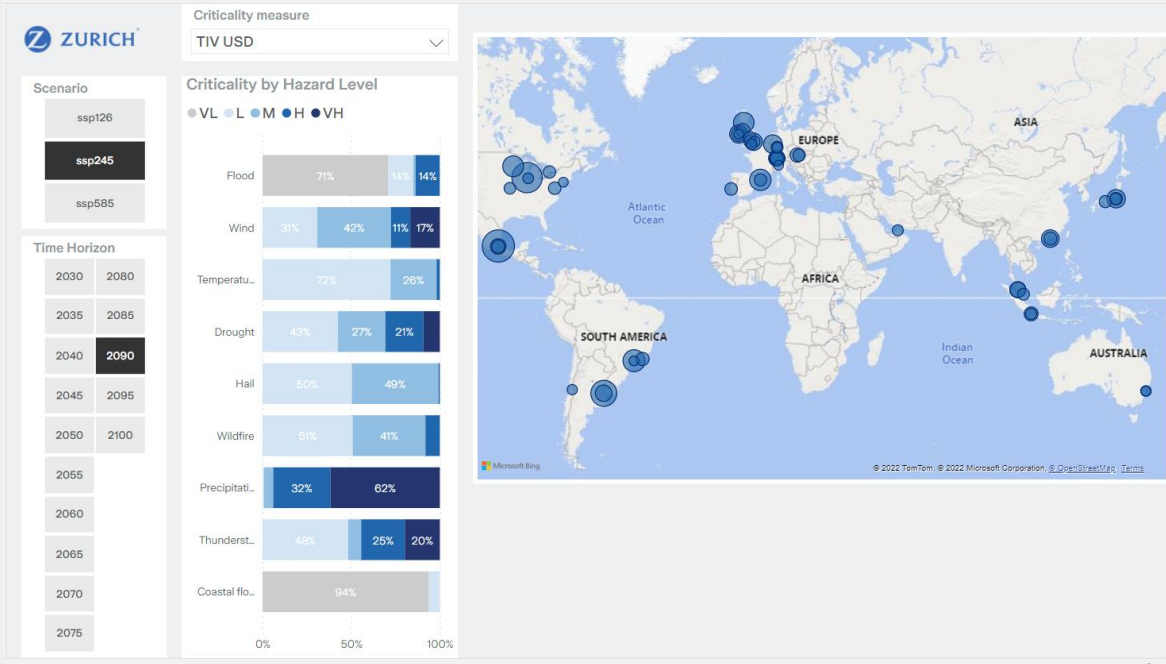 ZURICH
Criticality measure
TIV USD
Scenario
ssp126
ssp245
ssp585
Time Horizon
2030 2080
2035 2085
2040 2090
2045 2095
2050 2100
2055
2060
2065
2070
2075
Criticality by Hazard Level
VL L M H VH
Flood 71% 14% 14%
Wind 31% 42% 11% 17%
Temperatu... 72% 26%
Drought 43% 27% 21%
Hail 50% 49%
Wildfire 51% 41%
Precipitati... 32% 62%
Thunderst... 48% 25% 20%
Coastal flo... 94%
0% 50% 100%
ASIA
EUROPE
Atlantic
Ocean
AFRICA
SOUTH AMERICA
Indian
Ocean
AUSTRALIA
Microsoft Bing
© 2022 TomTom, © 2022 Microsoft Corporation, © OpenStreetMap Terms